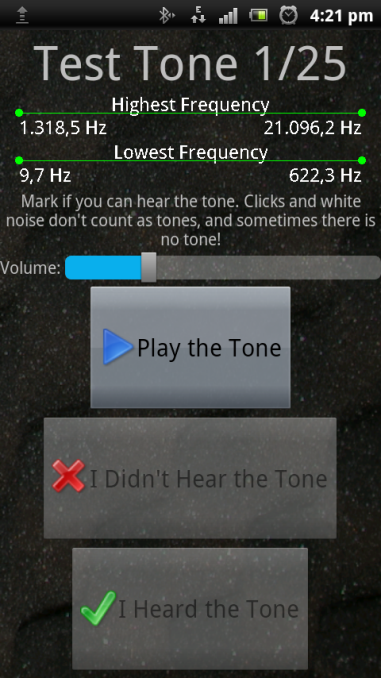 4:21 pm
Test Tone 1/25
Highest Frequency
1.318,5 Hz 21.096,2 Hz
Lowest Frequency
9,7 Hz 622,3 Hz
Mark if you can hear the tone. Clicks and white
noise don't count as tones, and sometimes there is
no tone!
Volume:
Play the Tone
I Didn't Hear the Tone
I Heard the Tone